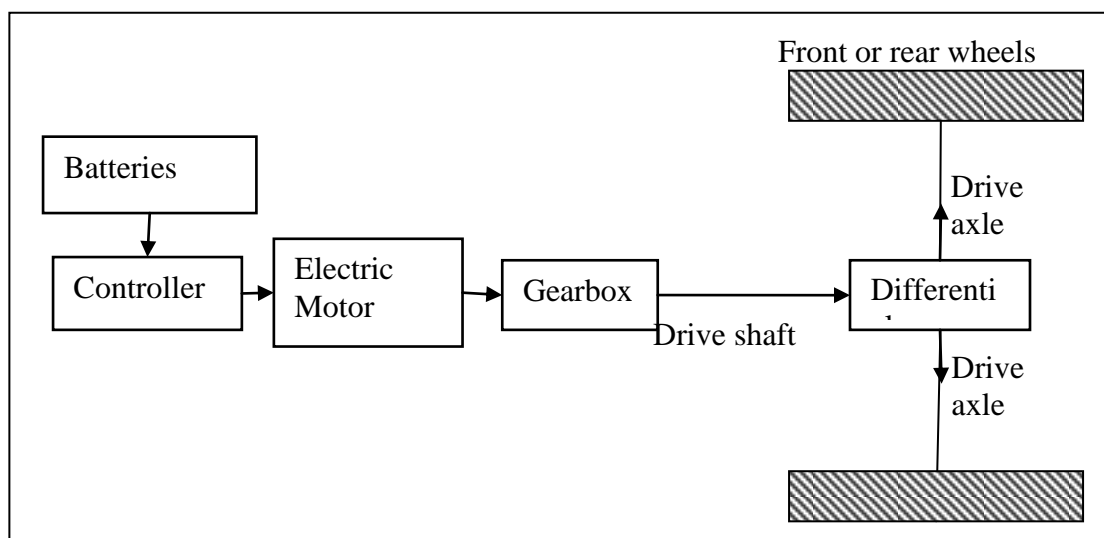 Front or rear wheels
Batteries
Drive
axle
Controller
Electric
Motor
Gearbox
Differenti
Drive shaft
Drive
axle